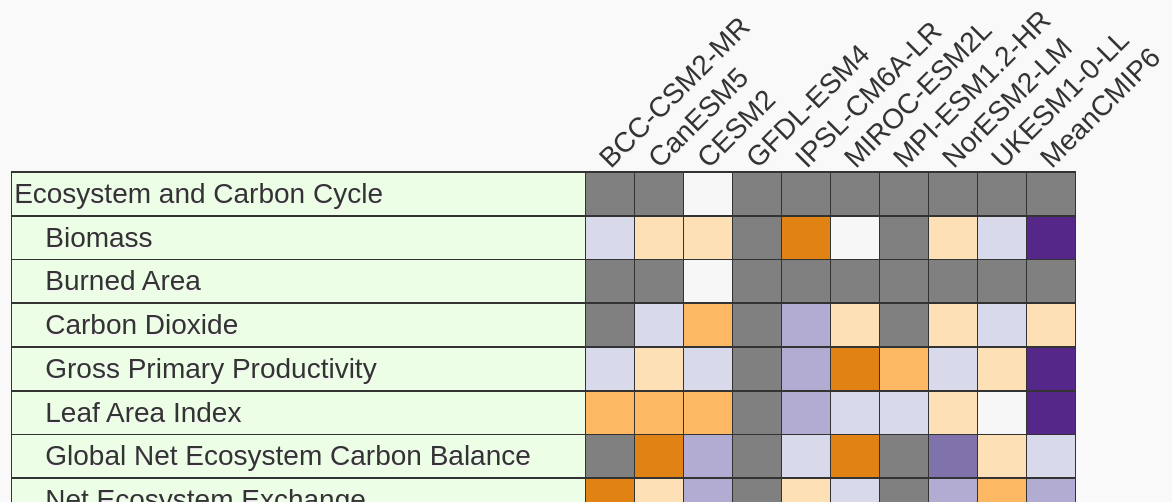 BCC-CSM2-MR
CanESM5
CESM2
GFDL-ESM4
IPSL-CM6A-LR
MIROC-ESM2L
MPI-ESM1.2-HR
NorESM2-LM
UKESM1-0-LL
MeanCMIP6
Ecosystem and Carbon Cycle
Biomass
Burned Area
Carbon Dioxide
Gross Primary Productivity
Leaf Area Index
Global Net Ecosystem Carbon Balance
Net Ecosystem Exchange